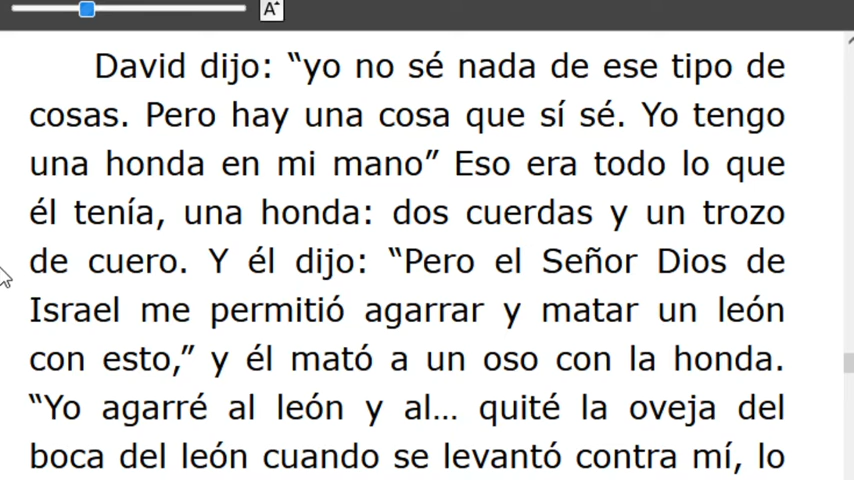 A
David dijo: “yo no sé nada de ese tipo de
cosas. Pero hay una cosa que sí sé. Yo tengo
una honda en mi mano” Eso era todo lo que
él tenía, una honda: dos cuerdas y un trozo
de cuero. Y él dijo: “Pero el Señor Dios de
Israel me permitió agarrar y matar un león
con esto,” y él mató a un oso con la honda.
“Yo agarré al león y al… quité la oveja del
boca del león cuando se levantó contra mí, lo